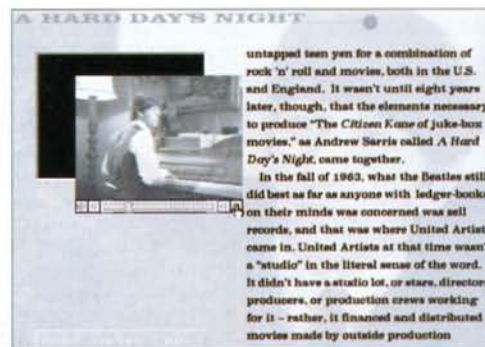 A HARD DAY'S NIGHT
untapped teen yen for a combination of
rock 'n' roll and movies, both in the U.S.
and England. It wasn't until eight years
later, though, that the elements necessary
to produce "The Citizen Kane of juke-box
movies," as Andrew Sarris called A Hard
Day's Night, came together.
In the fall of 1963, what the Beatles still
did best as far as anyone with ledger-books
on their minds was concerned was sell
records, and that was where United Artist
came in. United Artists at that time wasn'
a "studio" in the literal sense of the word.
It didn't have a studio lot, or stars, director
producers, or production crews working
for it – rather, it financed and distributed
movies made by outside production